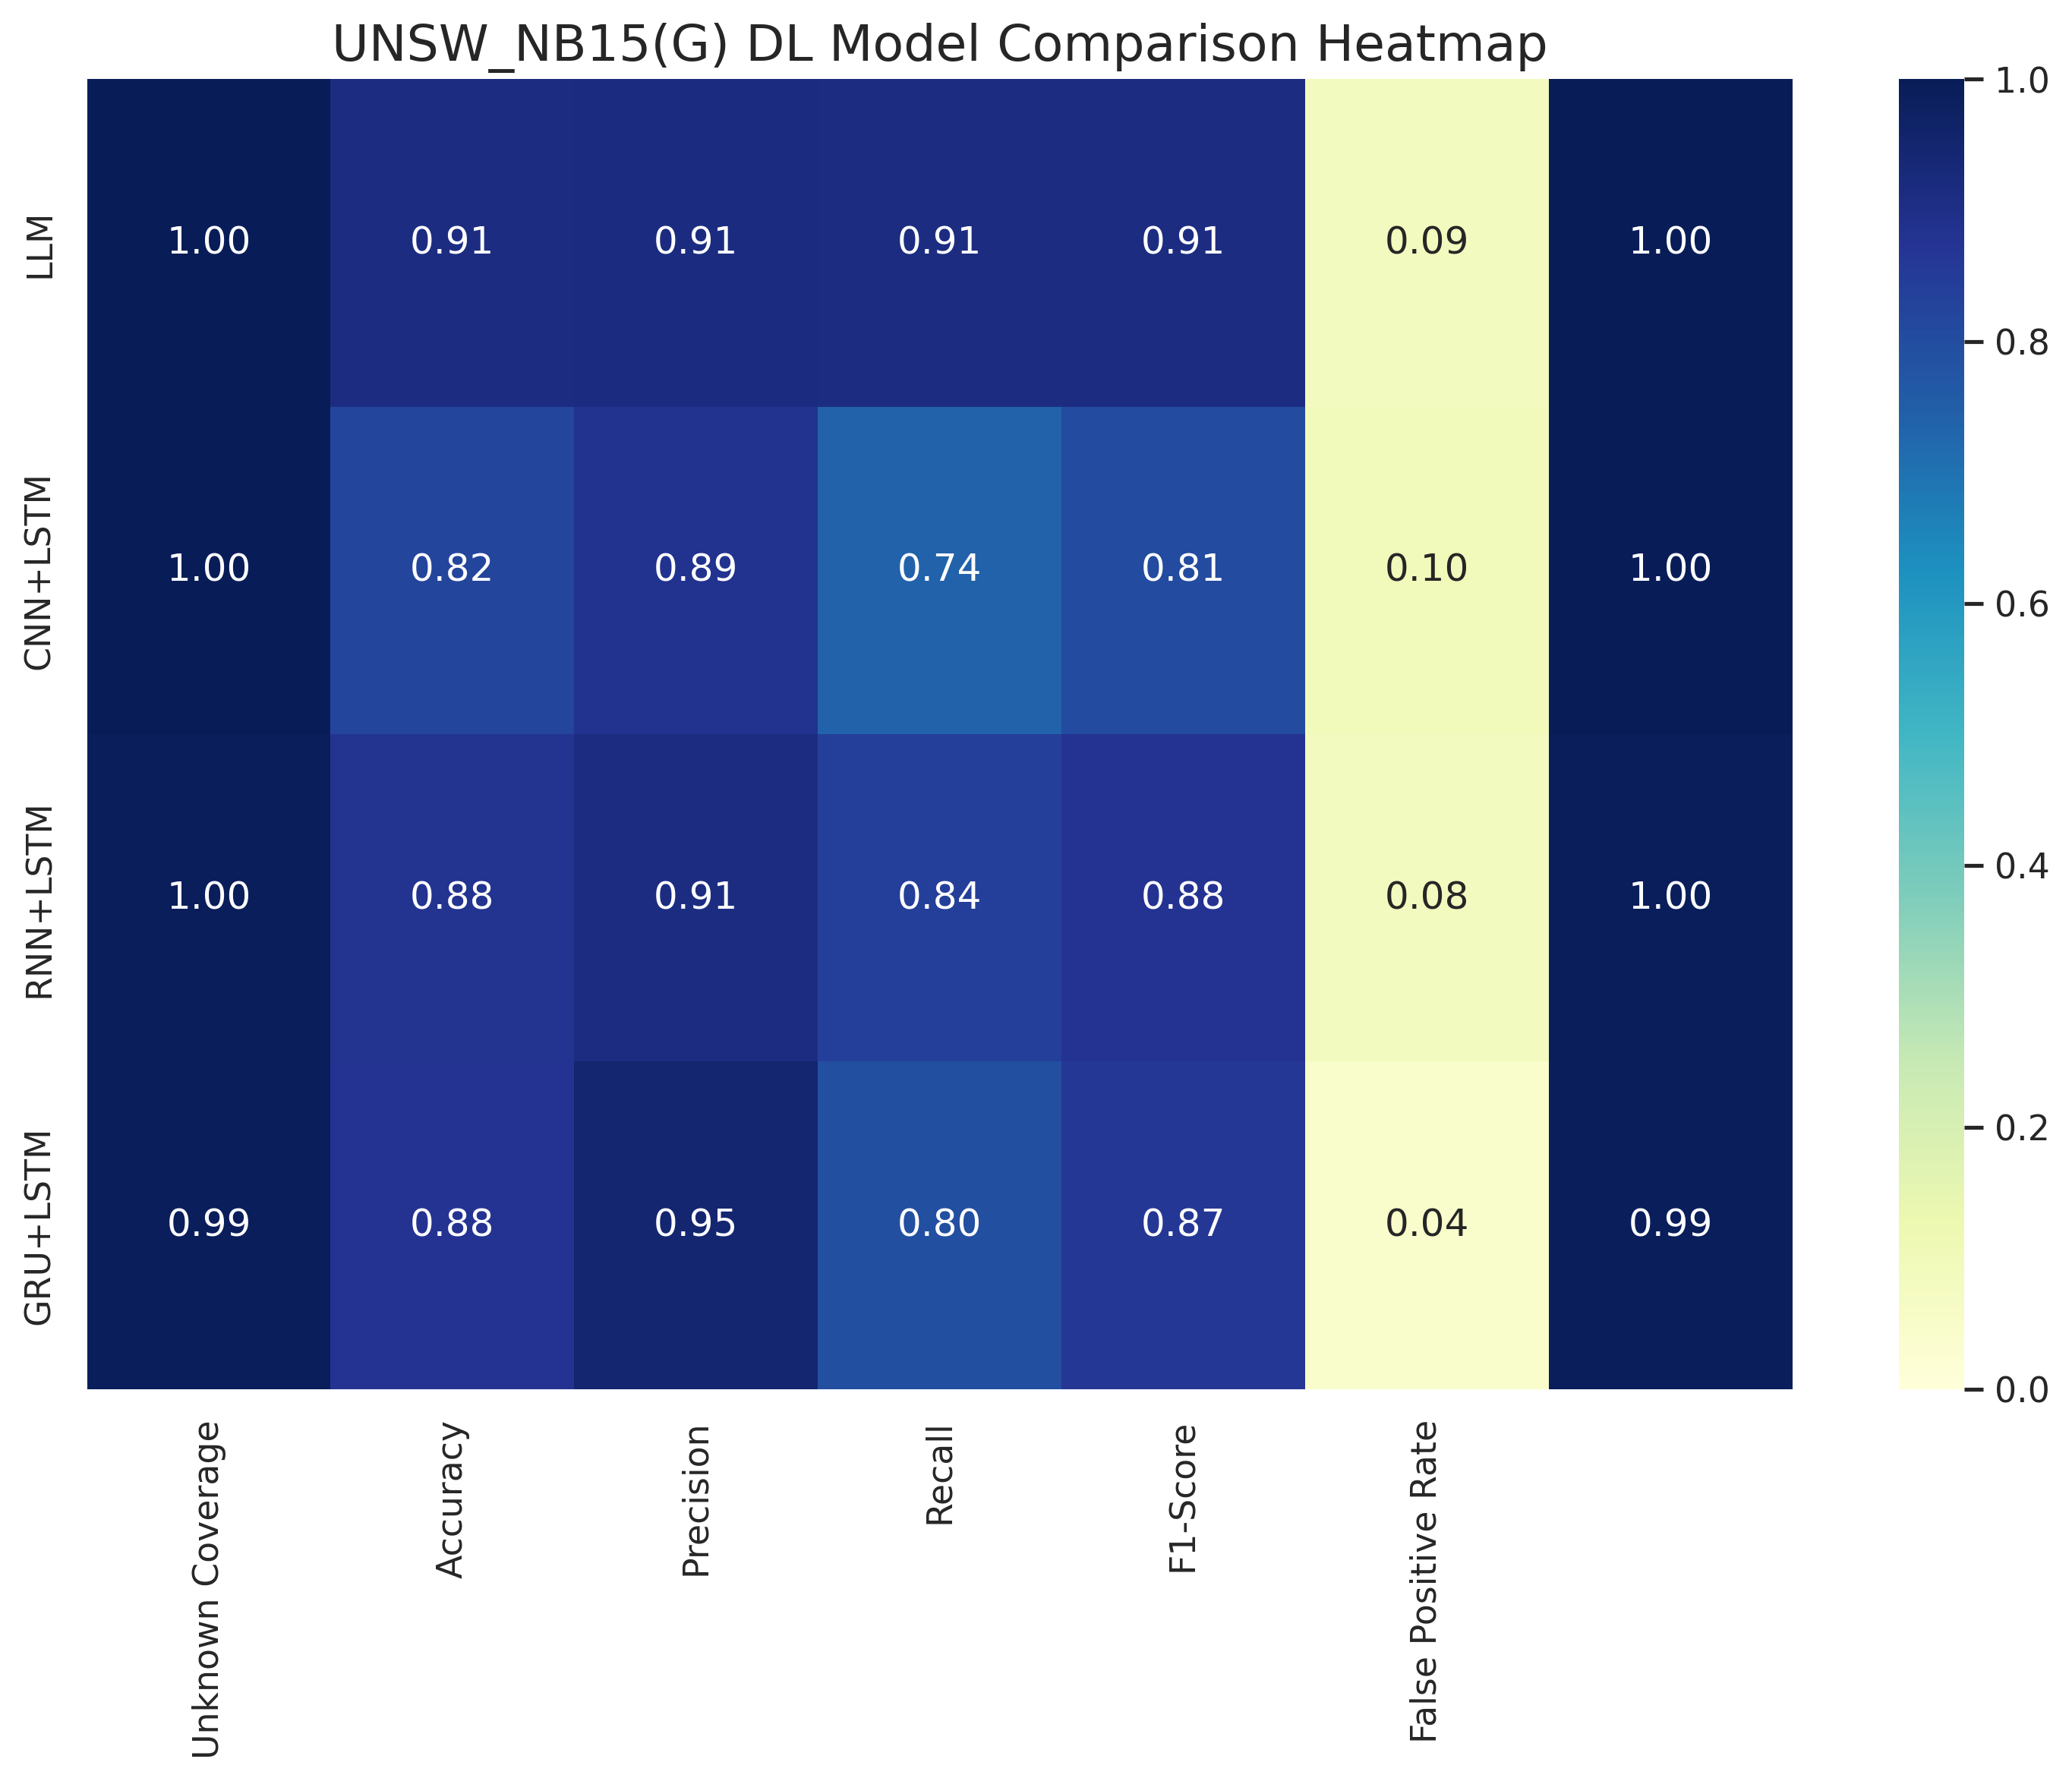 UNSW_NB15(G) DL Model Comparison Heatmap
LLM 1.00 0.91 0.91 0.91 0.91 0.09 1.00
CNN+LSTM 1.00 0.82 0.89 0.74 0.81 0.10 1.00
RNN+LSTM 1.00 0.88 0.91 0.84 0.88 0.08 1.00
GRU+LSTM 0.99 0.88 0.95 0.80 0.87 0.04 0.99
Unknown Coverage
Accuracy
Precision
Recall
F1-Score
False Positive Rate
1.0
0.8
0.6
0.4
0.2
0.0